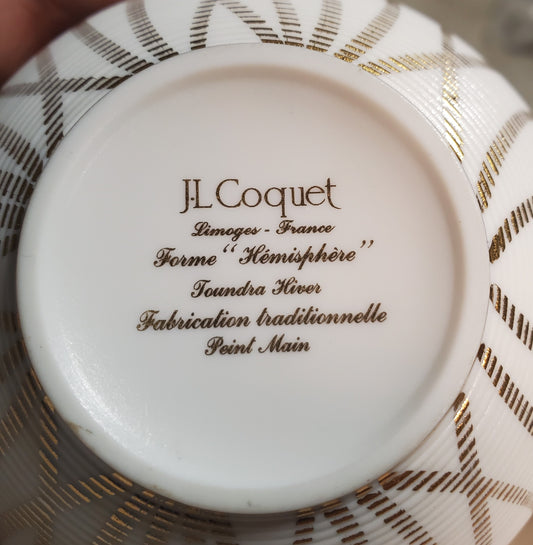 J.L Coquet
Limoges - France
Forme “Hémisphère”
Toundra Hiver
Fabrication traditionnelle
Peint Main